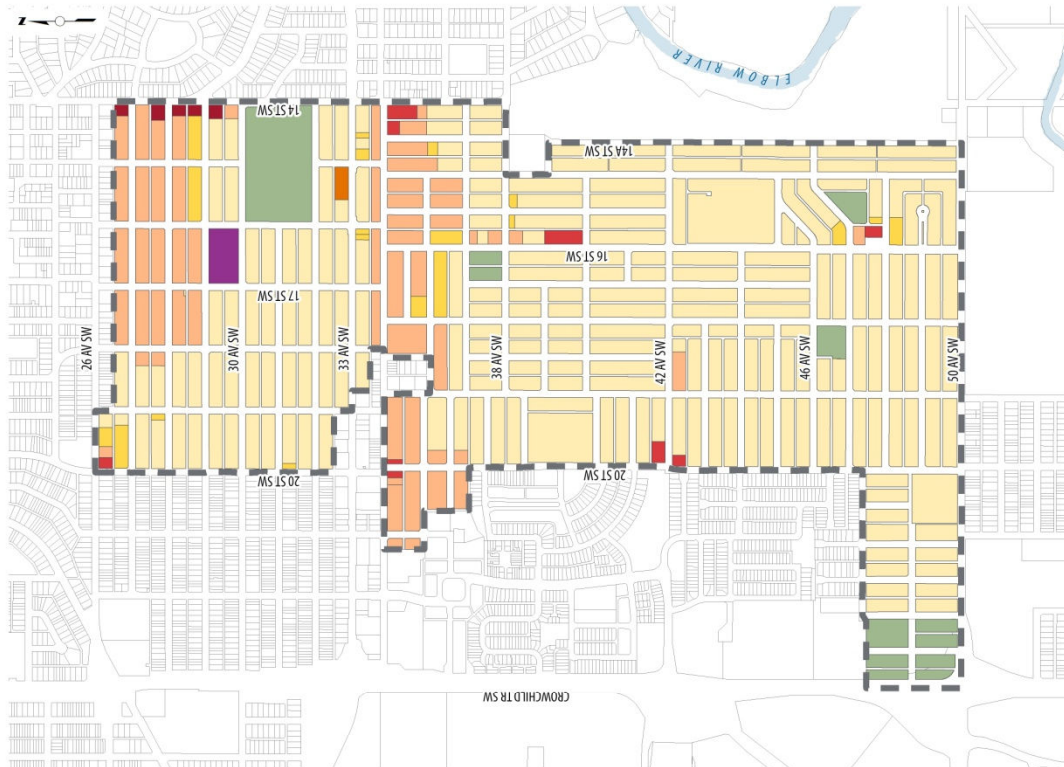 N
ELBOW RIVER
14 ST SW
14A ST SW
16 ST SW
17 ST SW
26 AV SW
30 AV SW
33 AV SW
38 AV SW
42 AV SW
46 AV SW
50 AV SW
20 ST SW
20 ST SW
CROWCHILD TR SW